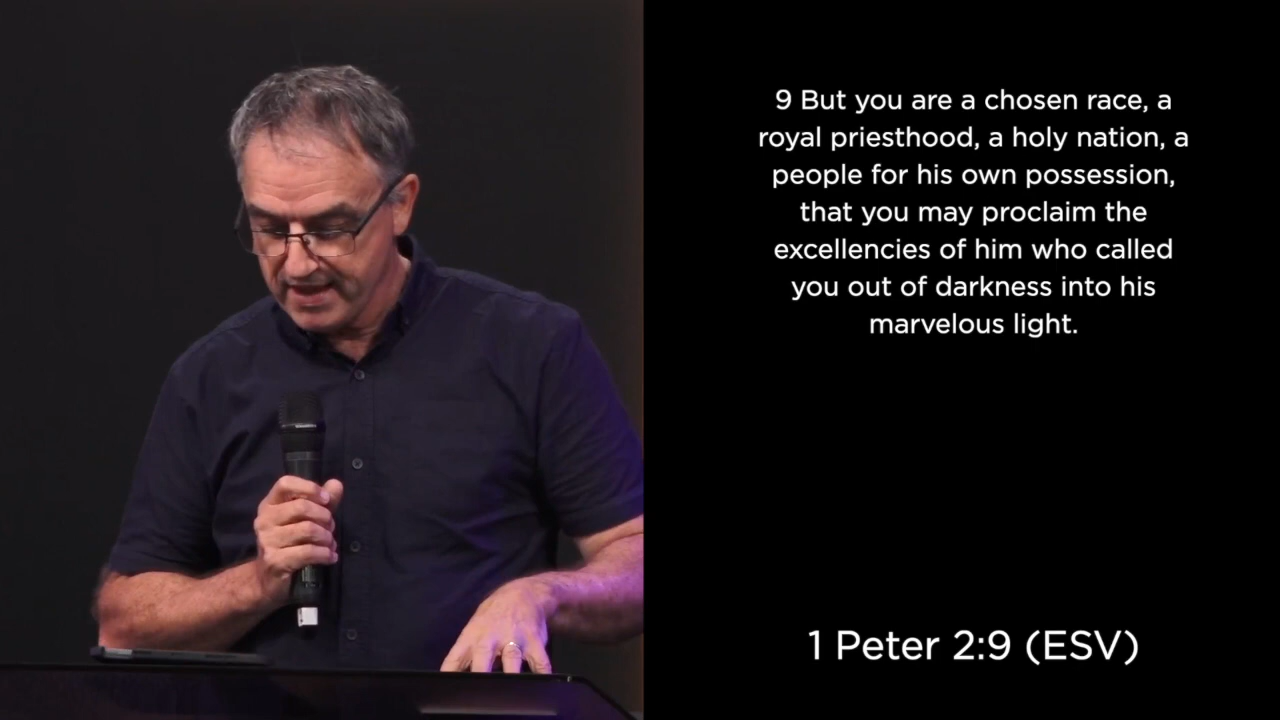 9 But you are a chosen race, a
royal priesthood, a holy nation, a
people for his own possession,
that you may proclaim the
excellencies of him who called
you out of darkness into his
marvelous light.
1 Peter 2:9 (ESV)